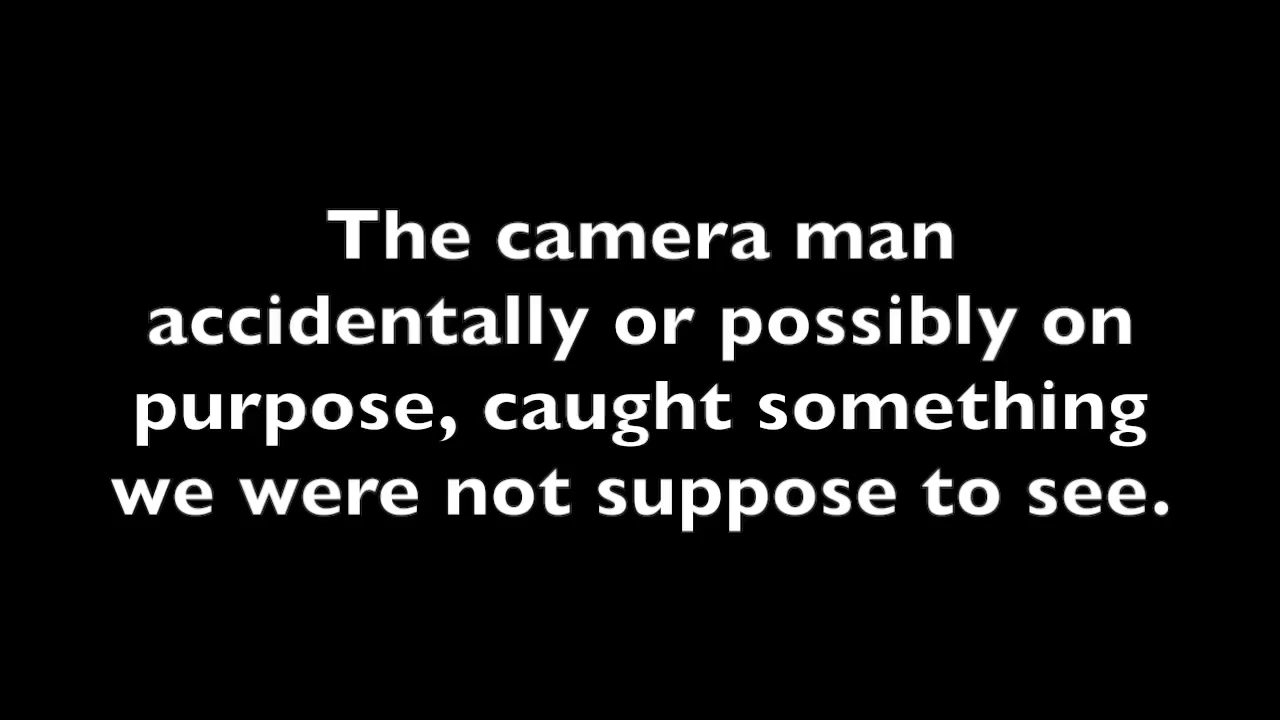 The camera man
accidentally or possibly on
purpose, caught something
we were not suppose to see.